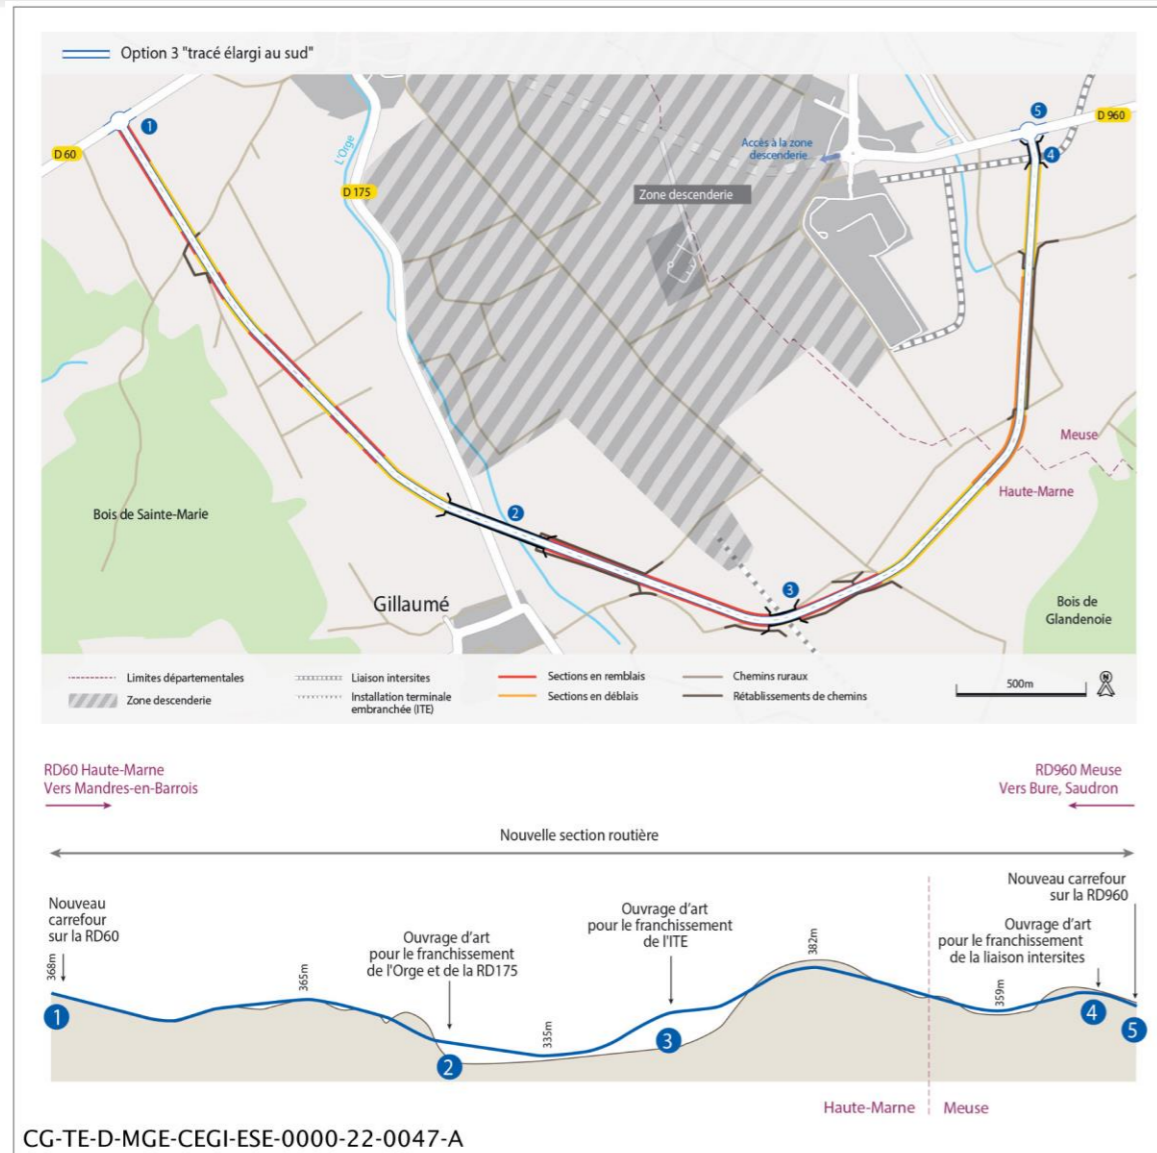 Option 3 "tracé élargi au sud"
1
5
D 960
D 60
L'Orge
Accès à la zone
descenderie
4
D 175
Zone descenderie
Meuse
Haute-Marne
Bois de Sainte-Marie
2
3
Gillaumé
Bois de
Glandenoie
Limites départementales
Zone descenderie
Liaison intersites
Installation terminale
embranchée (ITE)
Sections en remblais
Sections en déblais
Chemins ruraux
Rétablissements de chemins
500m
N
RD60 Haute-Marne
Vers Mandres-en-Barrois
RD960 Meuse
Vers Bure, Saudron
Nouvelle section routière
Nouveau
carrefour
sur la RD60
Ouvrage d'art
pour le franchissement
de l'Orge et de la RD175
Ouvrage d'art
pour le franchissement
de l'ITE
Nouveau carrefour
sur la RD960
Ouvrage d'art
pour le franchissement
de la liaison intersites
368m
365m
335m
382m
359m
1
2
3
4
5
Haute-Marne
Meuse
CG-TE-D-MGE-CEGI-ESE-0000-22-0047-A